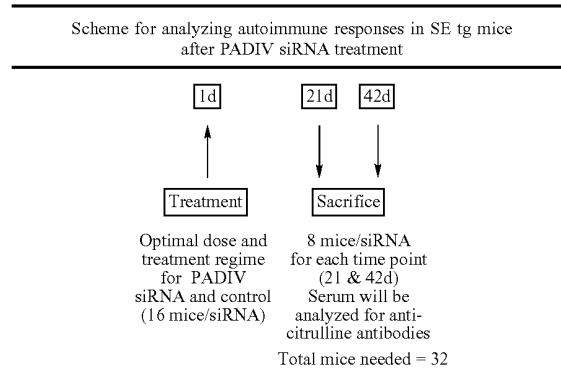 Scheme for analyzing autoimmune responses in SE tg mice
after PADIV siRNA treatment
1d
21d
42d
Treatment
Sacrifice
Optimal dose and
treatment regime
for PADIV
siRNA and control
(16 mice/siRNA)
8 mice/siRNA
for each time point
(21 & 42d)
Serum will be
analyzed for anti-
citrulline antibodies
Total mice needed = 32